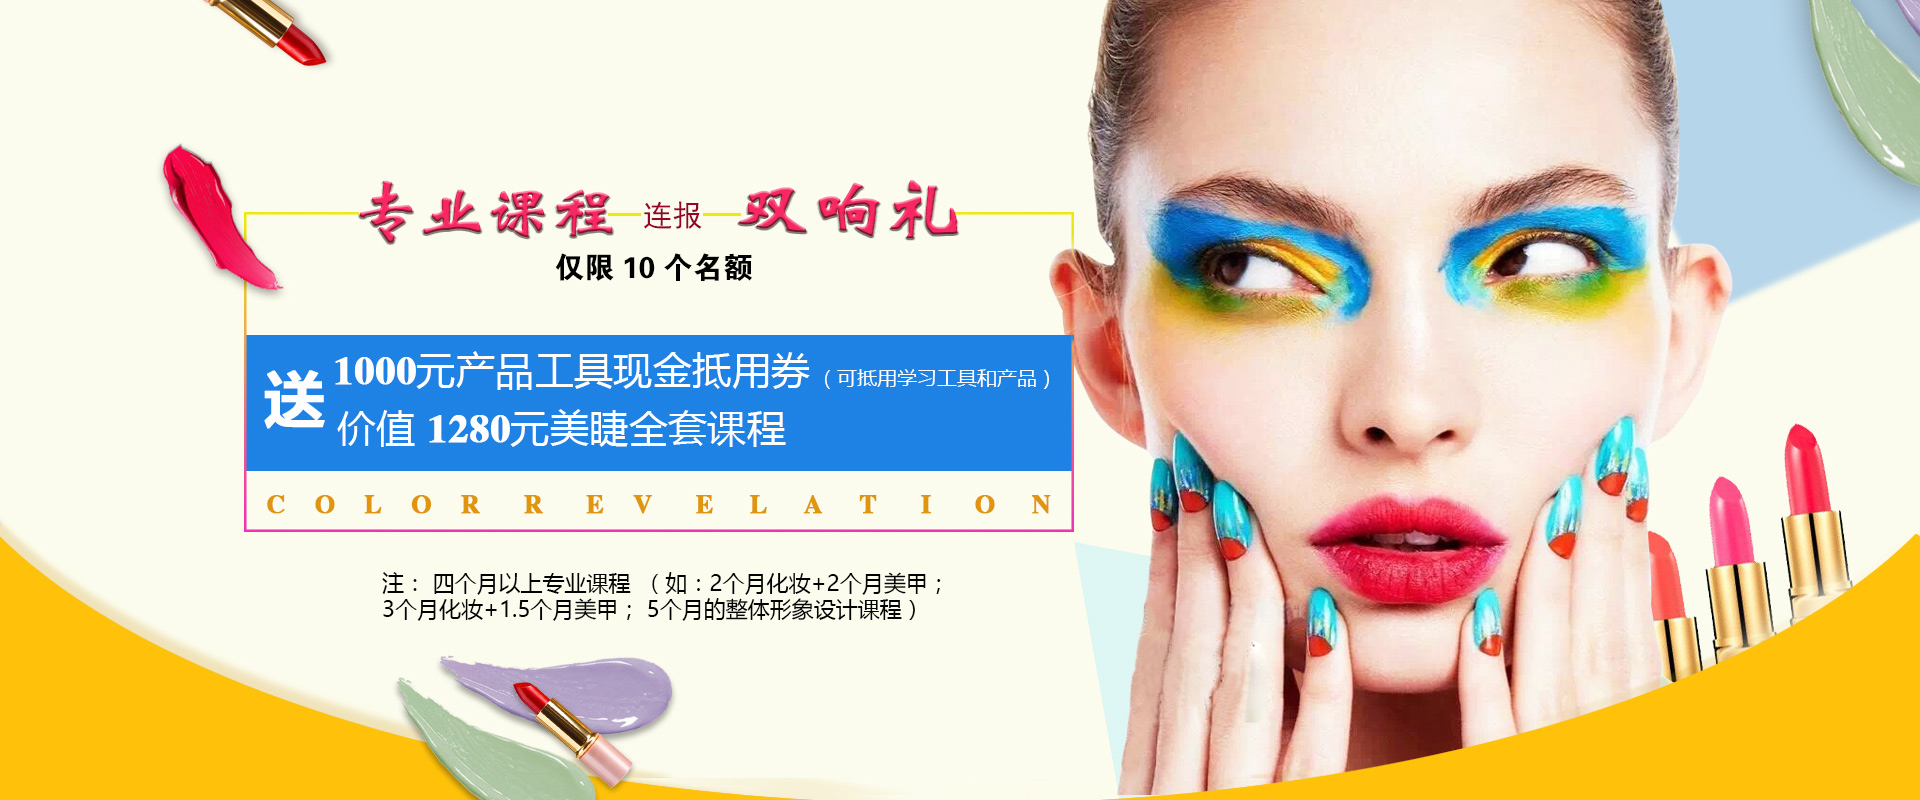 专业课程 连报 双响礼
仅限 10 个名额
送
1000元产品工具现金抵用券（可抵用学习工具和产品）
价值 1280元美睫全套课程
COLOR REVELATION
注： 四个月以上专业课程 （如：2个月化妆+2个月美甲；
3个月化妆+1.5个月美甲； 5个月的整体形象设计课程）